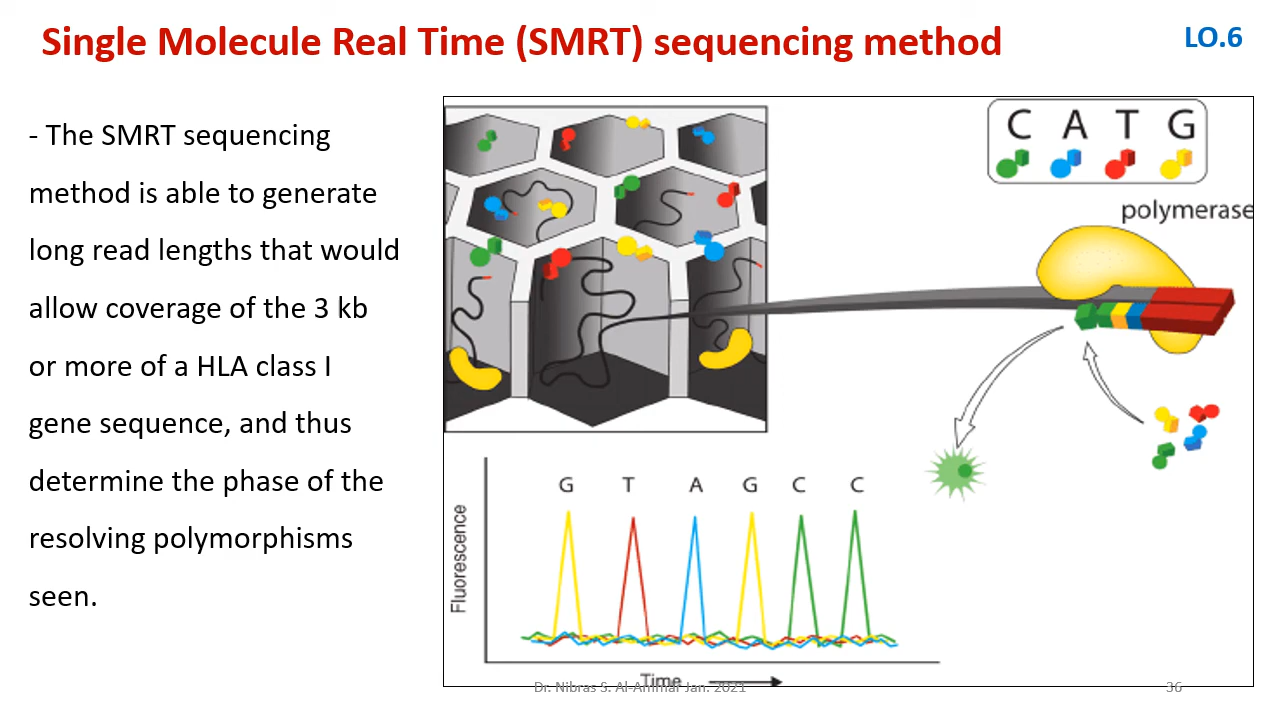 Single Molecule Real Time (SMRT) sequencing method
LO.6
- The SMRT sequencing
method is able to generate
long read lengths that would
allow coverage of the 3 kb
or more of a HLA class I
gene sequence, and thus
determine the phase of the
resolving polymorphisms
seen.
C A T G
polymerase
G T A G C C
Fluorescence
Time
Dr. Nibras S. Al-Ammar Jan. 2021
36